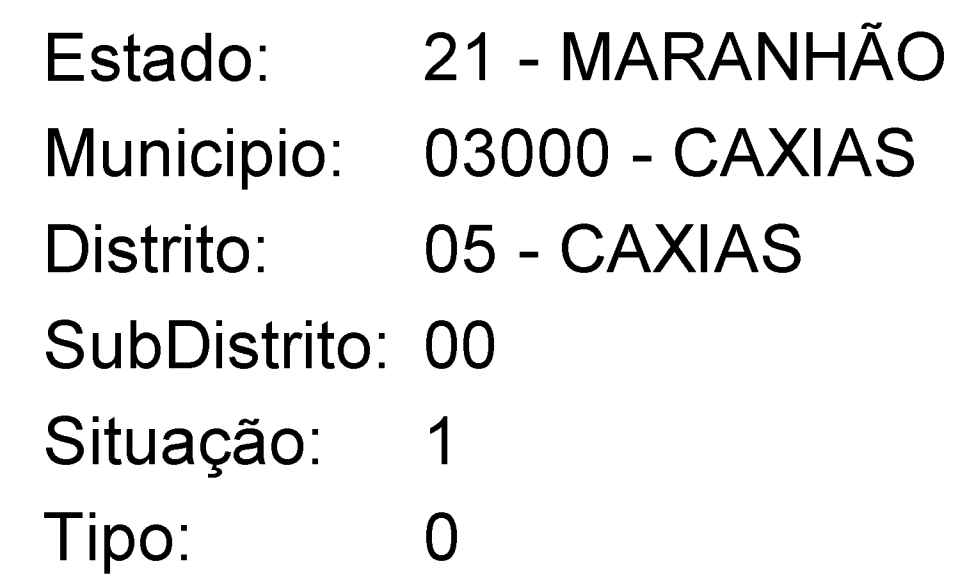 Estado: 21 - MARANHÃO
Municipio: 03000 - CAXIAS
Distrito: 05 - CAXIAS
SubDistrito: 00
Situação: 1
Tipo: 0